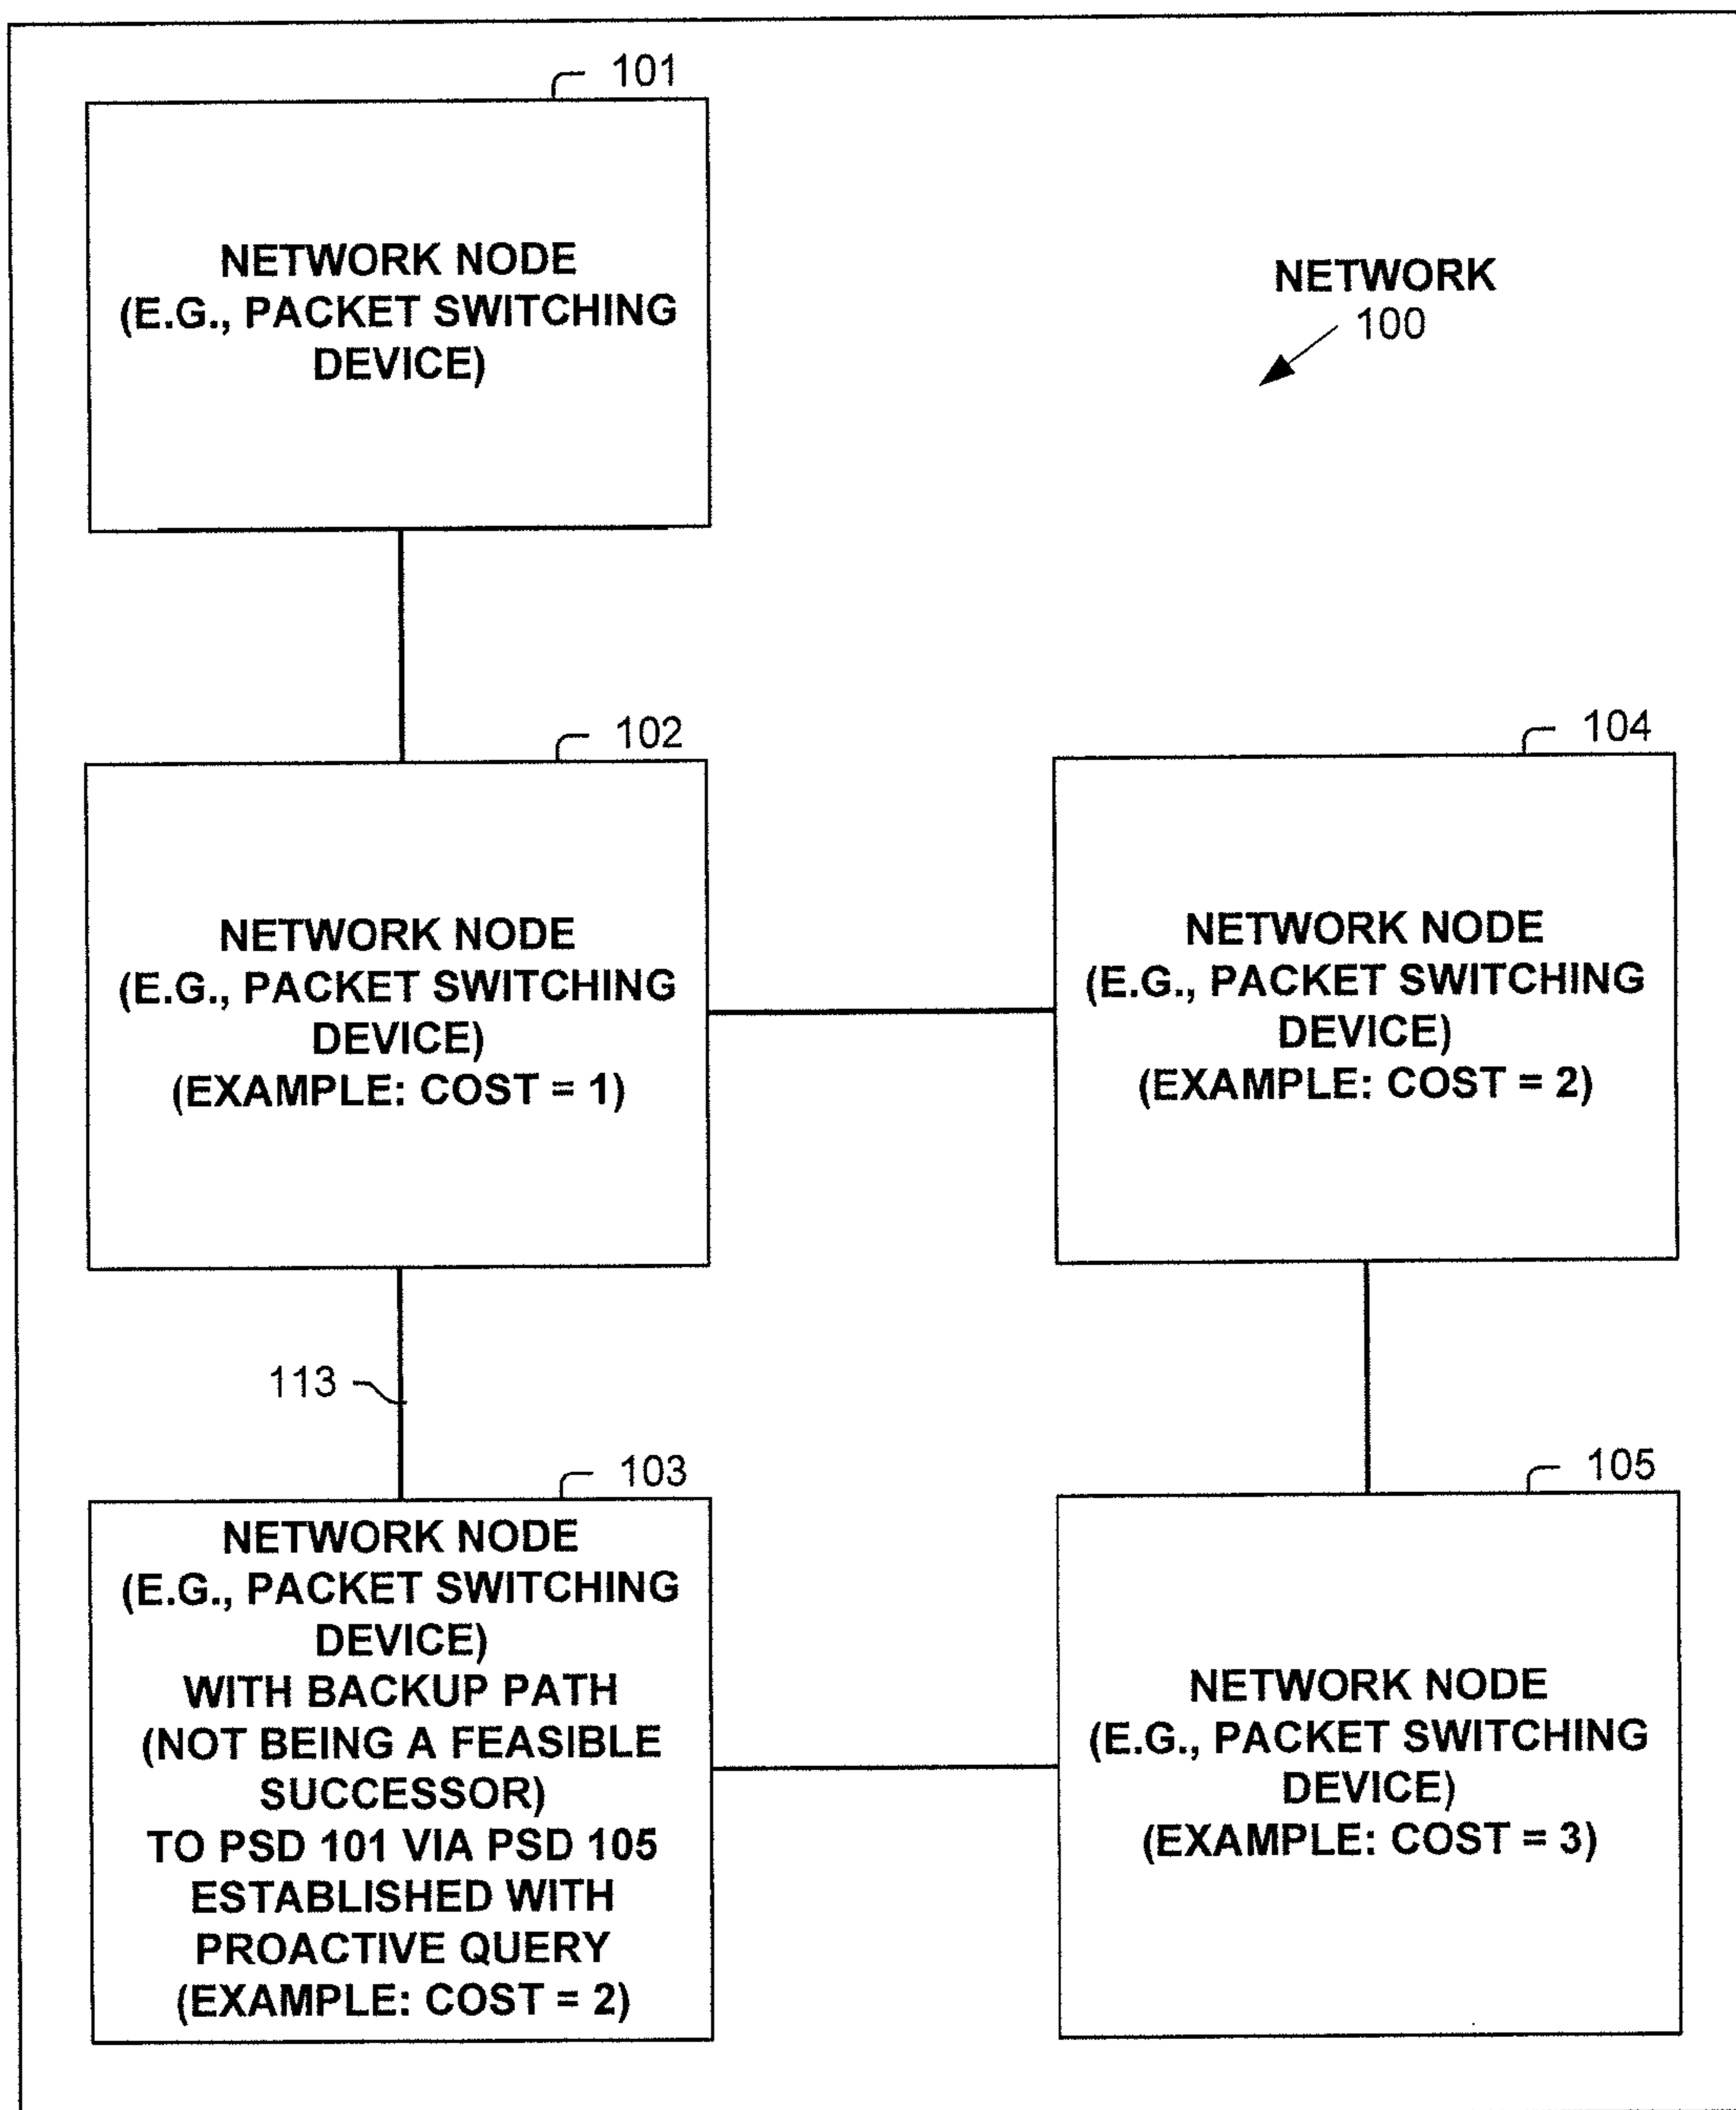 101
NETWORK NODE
(E.G., PACKET SWITCHING
DEVICE)
NETWORK
100
102
NETWORK NODE
(E.G., PACKET SWITCHING
DEVICE)
(EXAMPLE: COST = 1)
104
NETWORK NODE
(E.G., PACKET SWITCHING
DEVICE)
(EXAMPLE: COST = 2)
113
103
NETWORK NODE
(E.G., PACKET SWITCHING
DEVICE)
WITH BACKUP PATH
(NOT BEING A FEASIBLE
SUCCESSOR)
TO PSD 101 VIA PSD 105
ESTABLISHED WITH
PROACTIVE QUERY
(EXAMPLE: COST = 2)
105
NETWORK NODE
(E.G., PACKET SWITCHING
DEVICE)
(EXAMPLE: COST = 3)